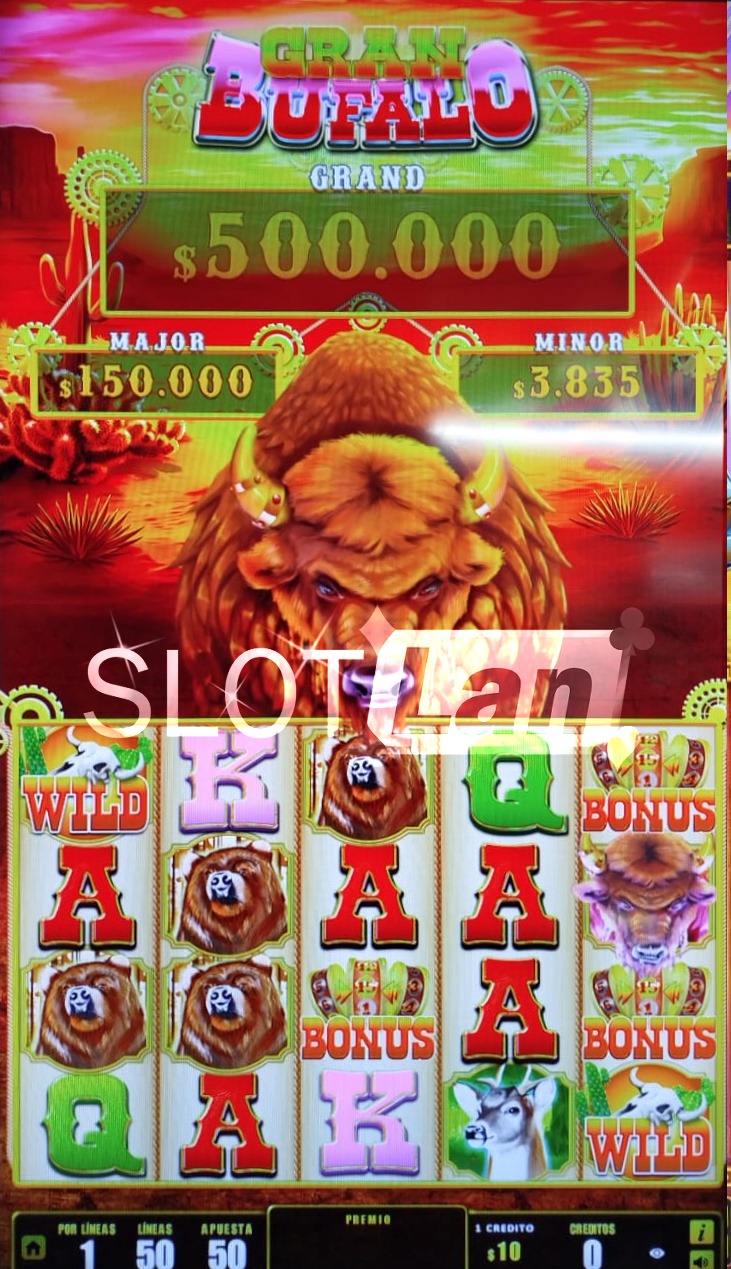 GRAN
BUFALO
GRAND
$500.000
MAJOR
MINOR
$150.000
$3.835
SLOTLani
WILD
K
Q
BONUS
A
A
A
BONUS
A
BONUS
Q
A
K
WILD
POR LÍNEAS
LÍNEAS
APUESTA
PREMIO
1 CREDITO
CREDITOS
i
1
50
50
$10
0